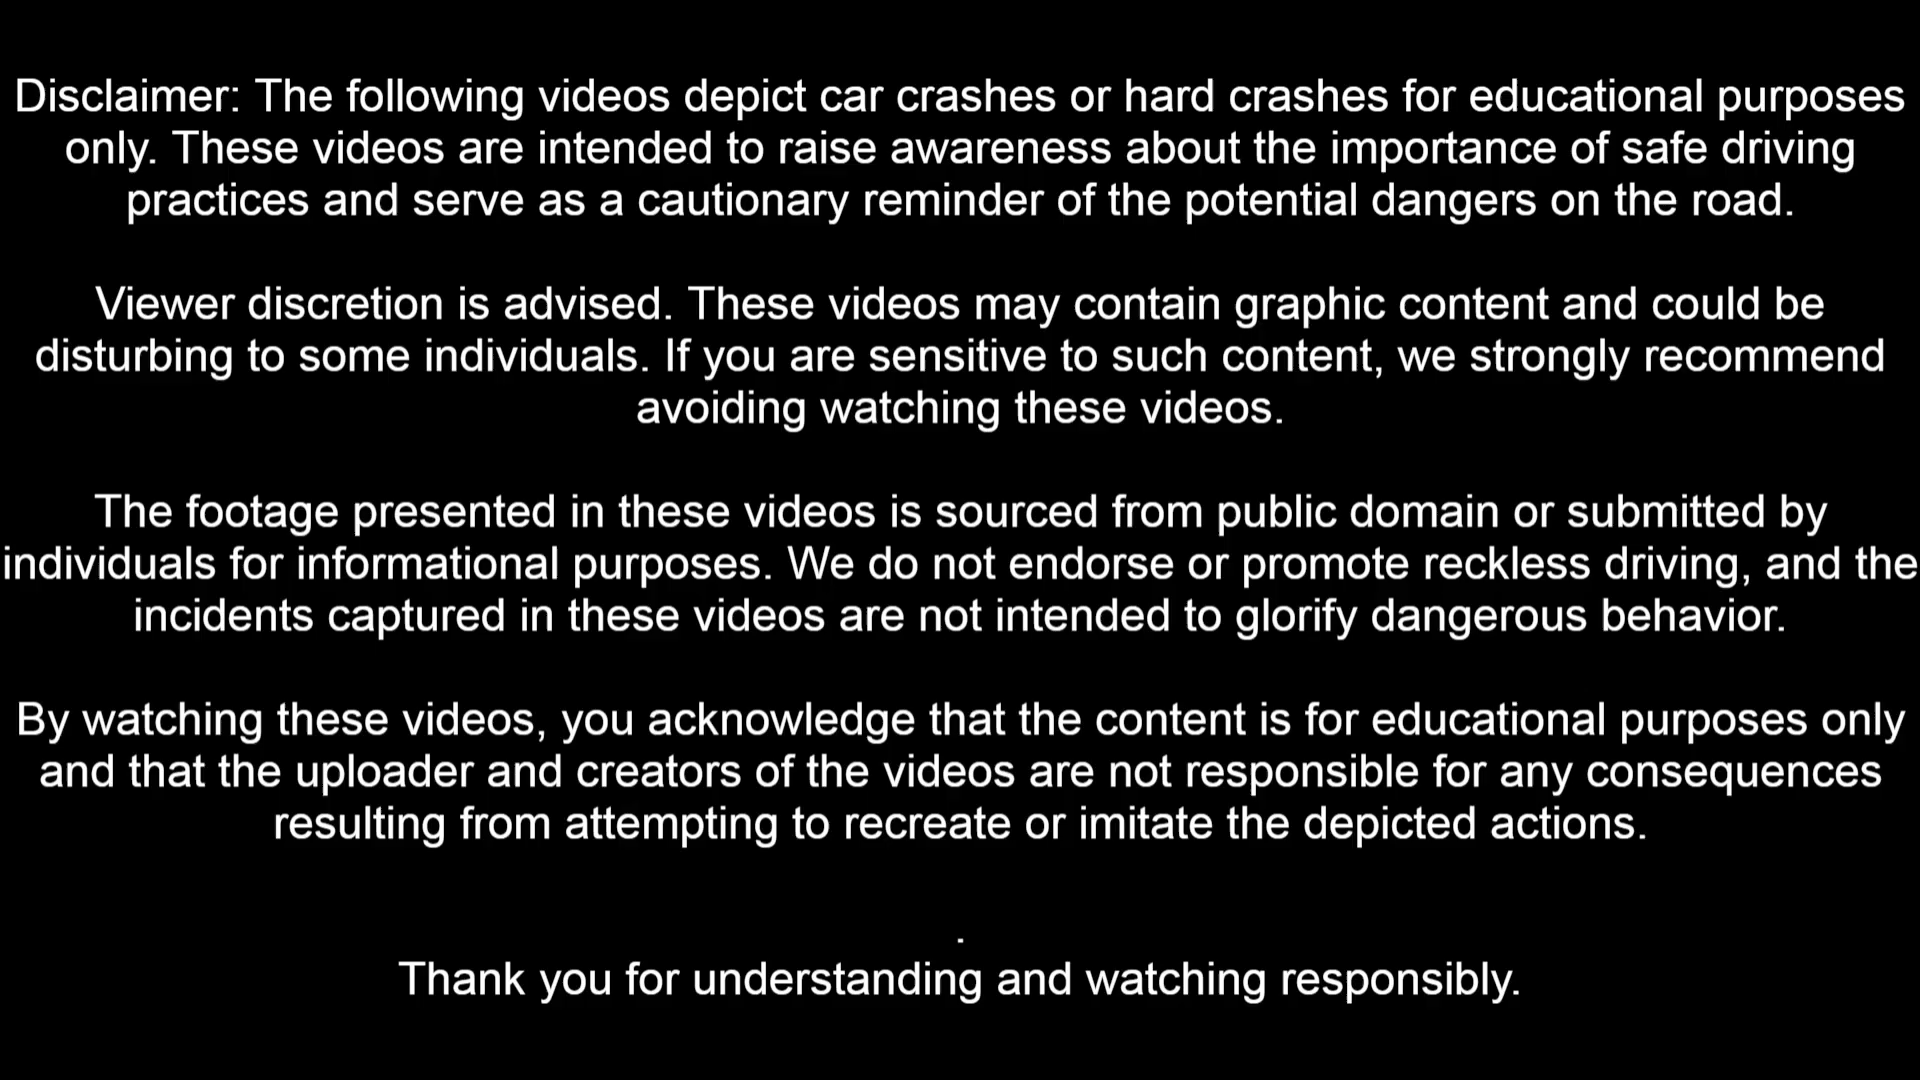 Disclaimer: The following videos depict car crashes or hard crashes for educational purposes
only. These videos are intended to raise awareness about the importance of safe driving
practices and serve as a cautionary reminder of the potential dangers on the road.
Viewer discretion is advised. These videos may contain graphic content and could be
disturbing to some individuals. If you are sensitive to such content, we strongly recommend
avoiding watching these videos.
The footage presented in these videos is sourced from public domain or submitted by
individuals for informational purposes. We do not endorse or promote reckless driving, and the
incidents captured in these videos are not intended to glorify dangerous behavior.
By watching these videos, you acknowledge that the content is for educational purposes only
and that the uploader and creators of the videos are not responsible for any consequences
resulting from attempting to recreate or imitate the depicted actions.
.
Thank you for understanding and watching responsibly.